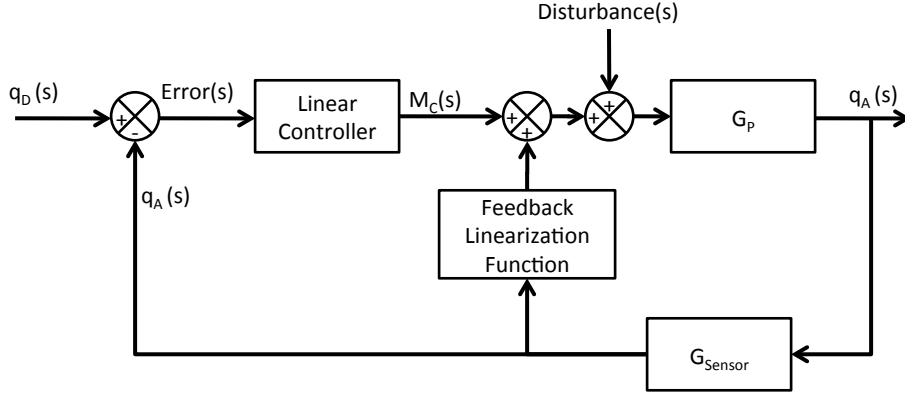 Disturbance(s)
q_D (s)
Error(s)
Linear
Controller
M_C(s)
G_P
q_A (s)
+
-
+
+
+
+
q_A (s)
Feedback
Linearization
Function
G_Sensor